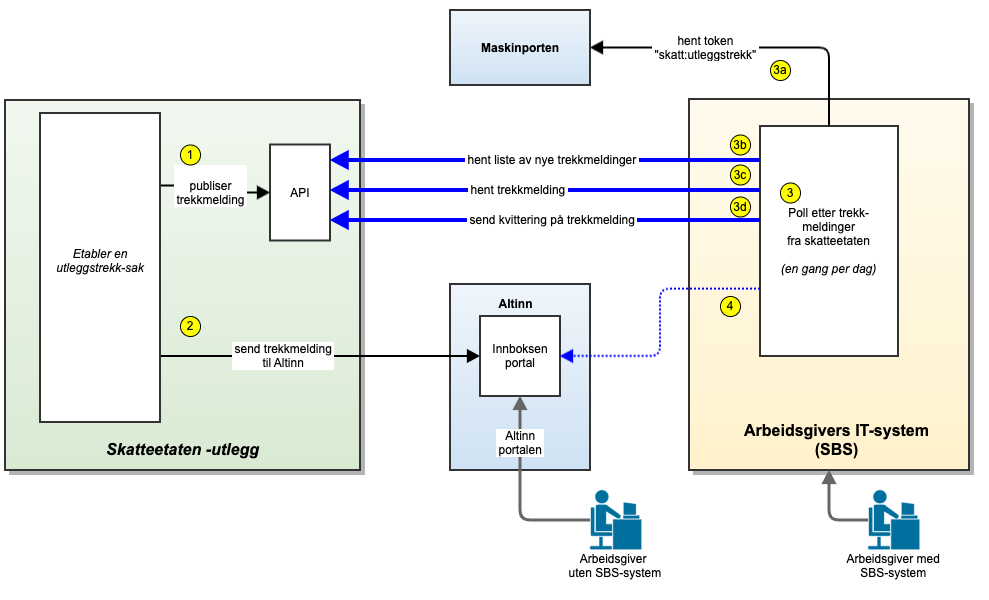 Maskinporten
hent token
"skatt:utleggstrekk"
3a
1
publiser
trekkmelding
API
Etabler en
utleggstrekk-sak
2
send trekkmelding
til Altinn
Skatteetaten -utlegg
3b
hent liste av nye trekkmeldinger
3c
hent trekkmelding
3d
send kvittering på trekkmelding
3
Poll etter trekk-
meldinger
fra skatteetaten
(en gang per dag)
4
Altinn
Innboksen
portal
Altinn
portalen
Arbeidsgivers IT-system
(SBS)
Arbeidsgiver
uten SBS-system
Arbeidsgiver med
SBS-system